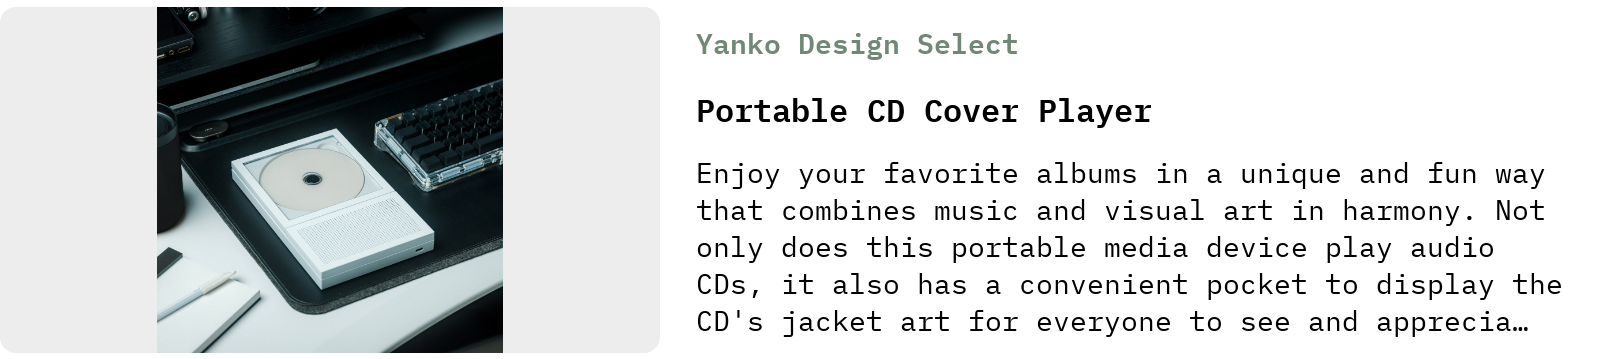 Yanko Design Select
Portable CD Cover Player
Enjoy your favorite albums in a unique and fun way
that combines music and visual art in harmony. Not
only does this portable media device play audio
CDs, it also has a convenient pocket to display the
CD's jacket art for everyone to see and apprecia…